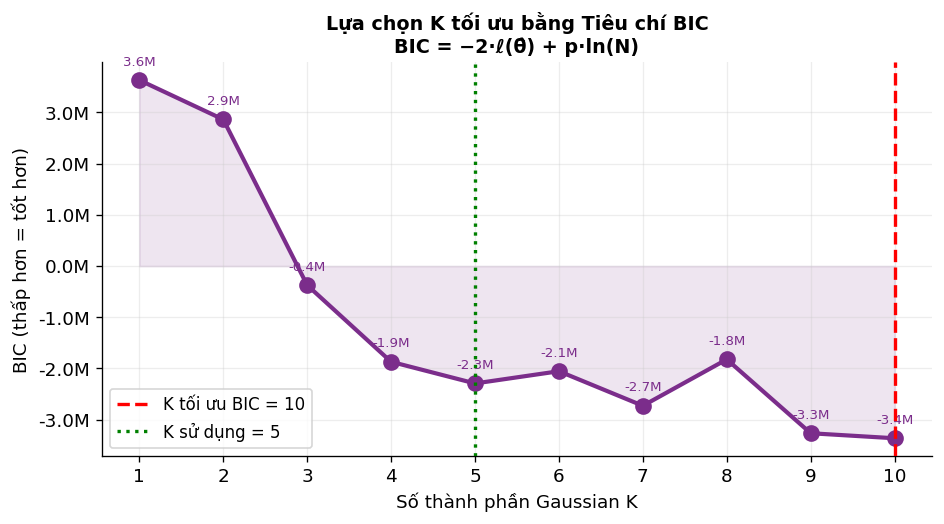 Lựa chọn K tối ưu bằng Tiêu chí BIC
BIC = −2·ℓ(θ̂) + p·ln(N)
BIC (thấp hơn = tốt hơn)
3.0M
2.0M
1.0M
0.0M
-1.0M
-2.0M
-3.0M
3.6M
2.9M
-0.4M
-1.9M
-2.3M
-2.1M
-2.7M
-1.8M
-3.3M
-3.4M
K tối ưu BIC = 10
K sử dụng = 5
1 2 3 4 5 6 7 8 9 10
Số thành phần Gaussian K